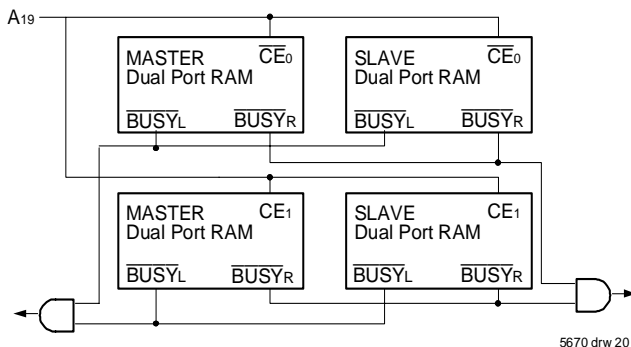 A19
MASTER CE0
Dual Port RAM
BUSYL BUSYR
SLAVE CE0
Dual Port RAM
BUSYL BUSYR
MASTER CE1
Dual Port RAM
BUSYL BUSYR
SLAVE CE1
Dual Port RAM
BUSYL BUSYR
5670 drw 20